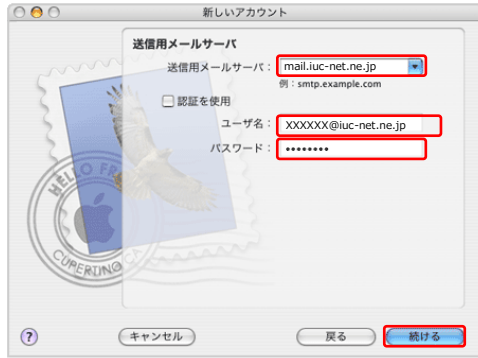 新しいアカウント
送信用メールサーバ
送信用メールサーバ： mail.iuc-net.ne.jp
例：smtp.example.com
認証を使用
ユーザ名： XXXXXX@iuc-net.ne.jp
パスワード： ••••••••
HELLO FR
CUPERTINO CA
? キャンセル 戻る 続ける